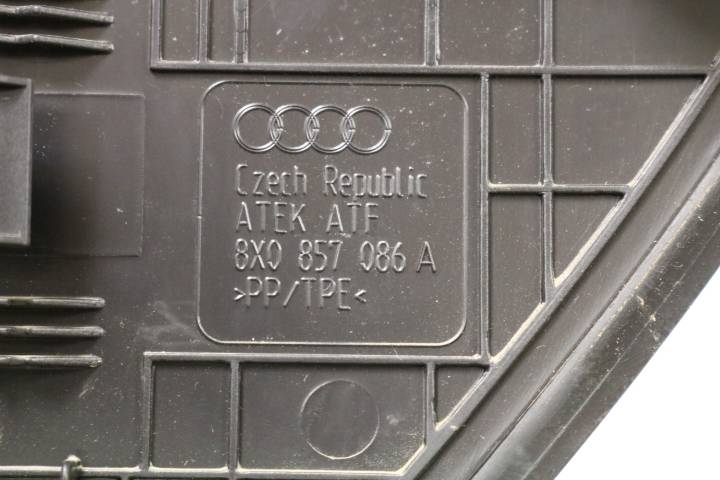 Czech Republic
ATEK ATF
8X0 857 086 A
>PP/TPE<